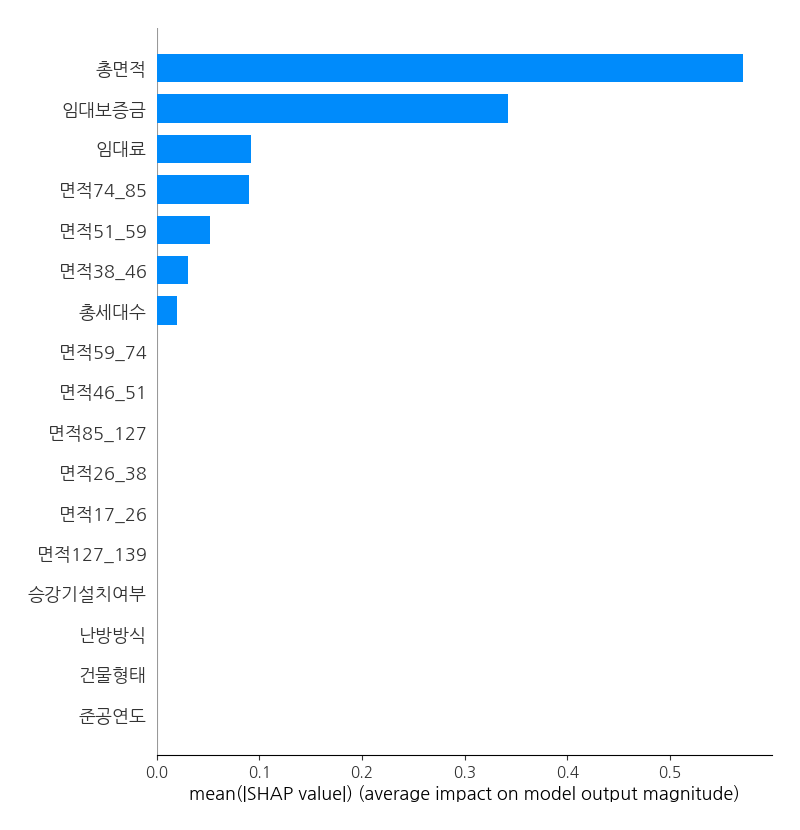 총면적
임대보증금
임대료
면적74_85
면적51_59
면적38_46
총세대수
면적59_74
면적46_51
면적85_127
면적26_38
면적17_26
면적127_139
승강기설치여부
난방방식
건물형태
준공연도
0.0 0.1 0.2 0.3 0.4 0.5
mean(|SHAP value|) (average impact on model output magnitude)